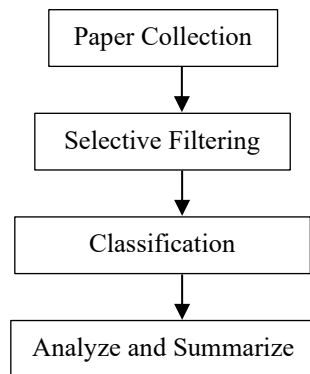 Paper Collection
Selective Filtering
Classification
Analyze and Summarize